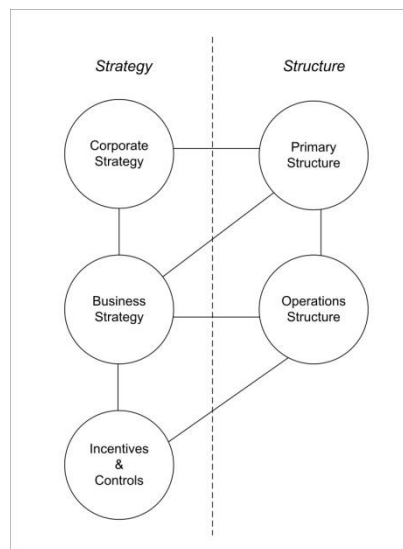 Strategy
Structure
Corporate
Strategy
Primary
Structure
Business
Strategy
Operations
Structure
Incentives
&
Controls